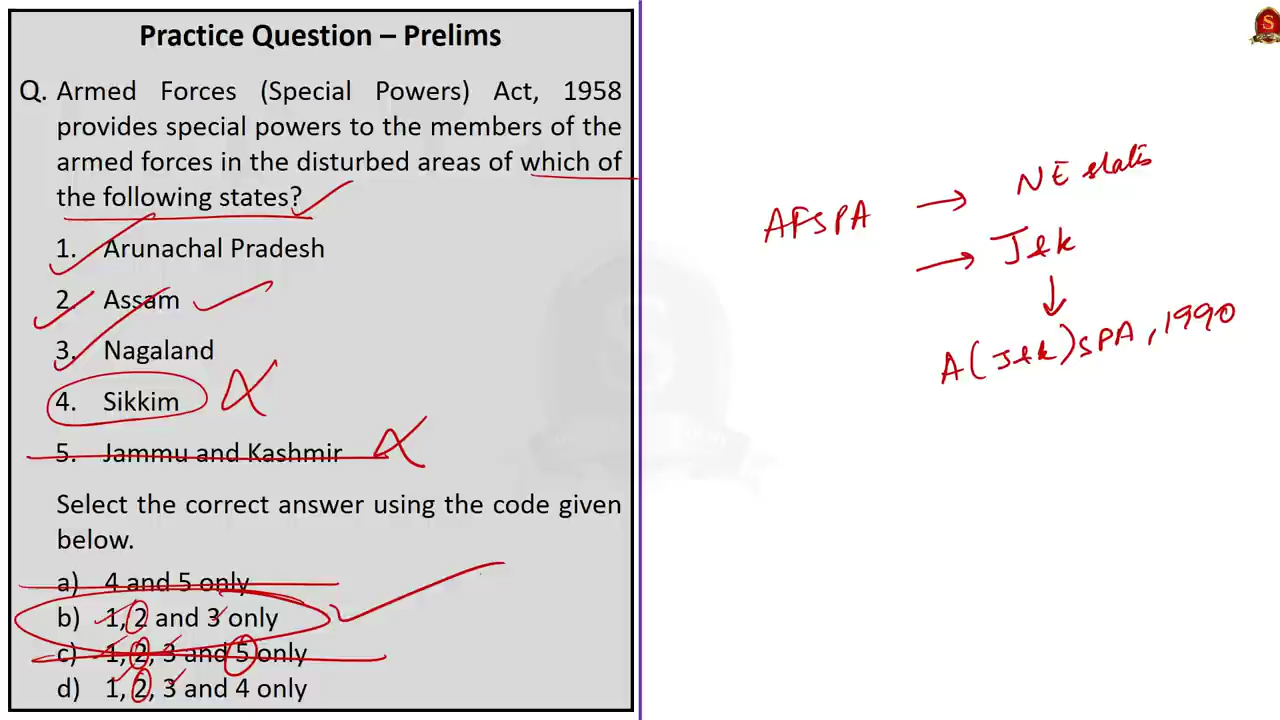 Practice Question – Prelims
Q. Armed Forces (Special Powers) Act, 1958
provides special powers to the members of the
armed forces in the disturbed areas of which of
the following states?
1. Arunachal Pradesh
2. Assam
3. Nagaland
4. Sikkim
5. Jammu and Kashmir
Select the correct answer using the code given
below.
a) 4 and 5 only
b) 1, 2 and 3 only
c) 1, 2, 3 and 5 only
d) 1, 2, 3 and 4 only
AFSPA → NE states
→ J&K
↓
A(J&K)SPA, 1990
S